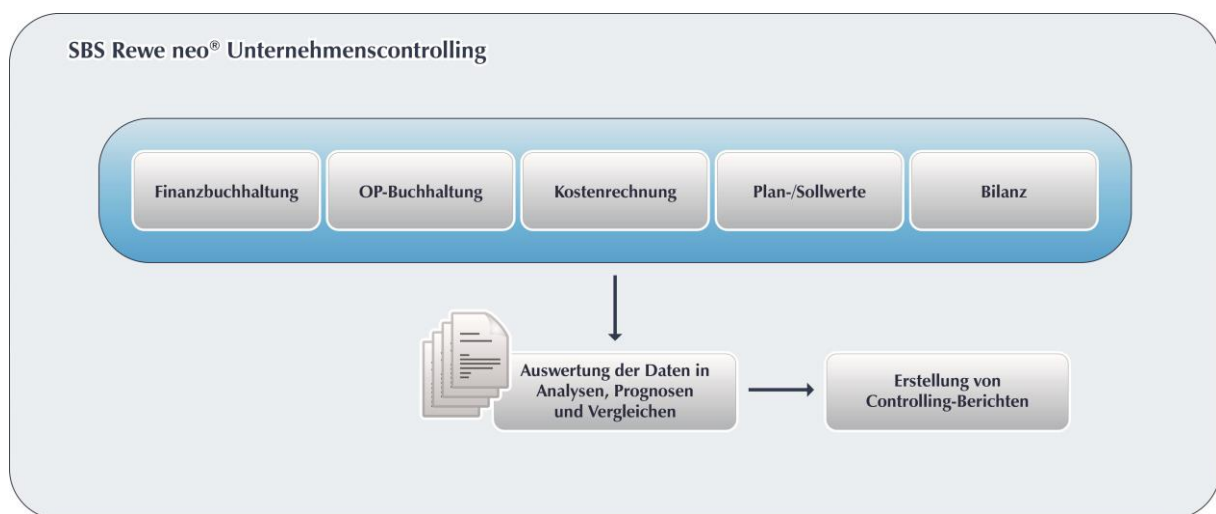 SBS Rewe neo® Unternehmenscontrolling
Finanzbuchhaltung
OP-Buchhaltung
Kostenrechnung
Plan-/Sollwerte
Bilanz
Auswertung der Daten in
Analysen, Prognosen
und Vergleichen
Erstellung von
Controlling-Berichten